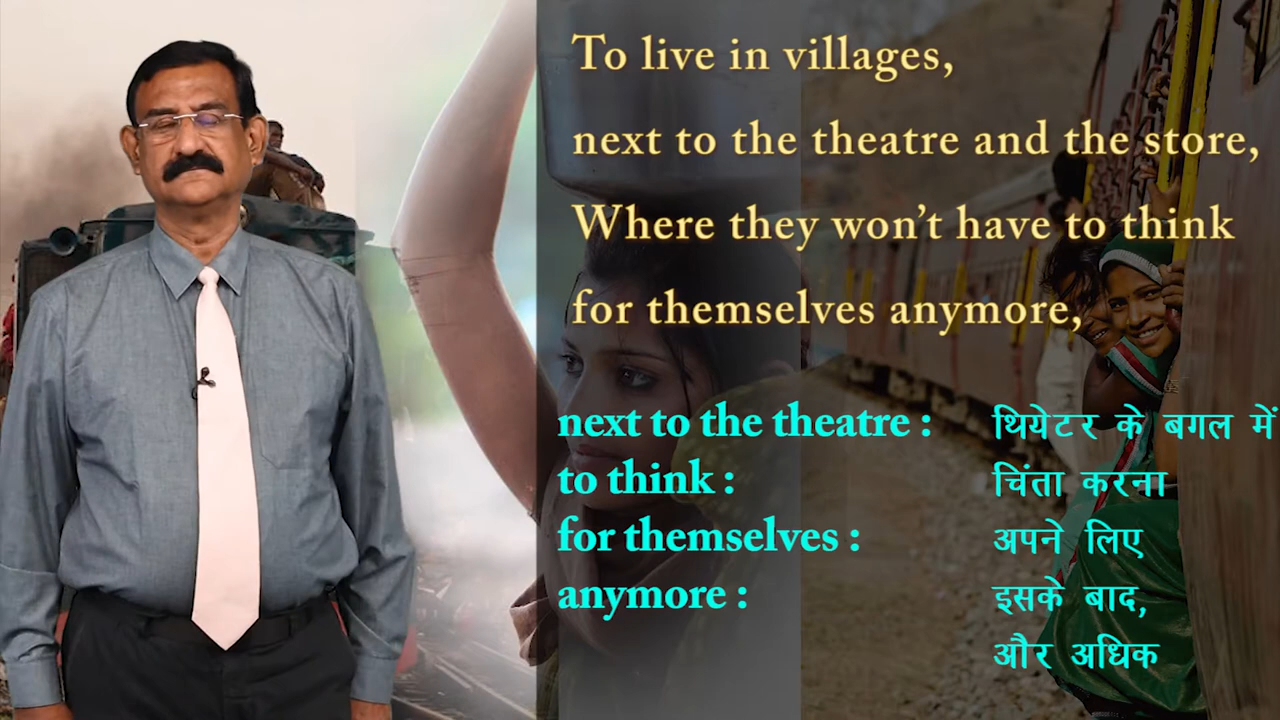 To live in villages,
next to the theatre and the store,
Where they won't have to think
for themselves anymore,
next to the theatre : थियेटर के बगल में
to think : चिंता करना
for themselves : अपने लिए
anymore : इसके बाद,
और अधिक